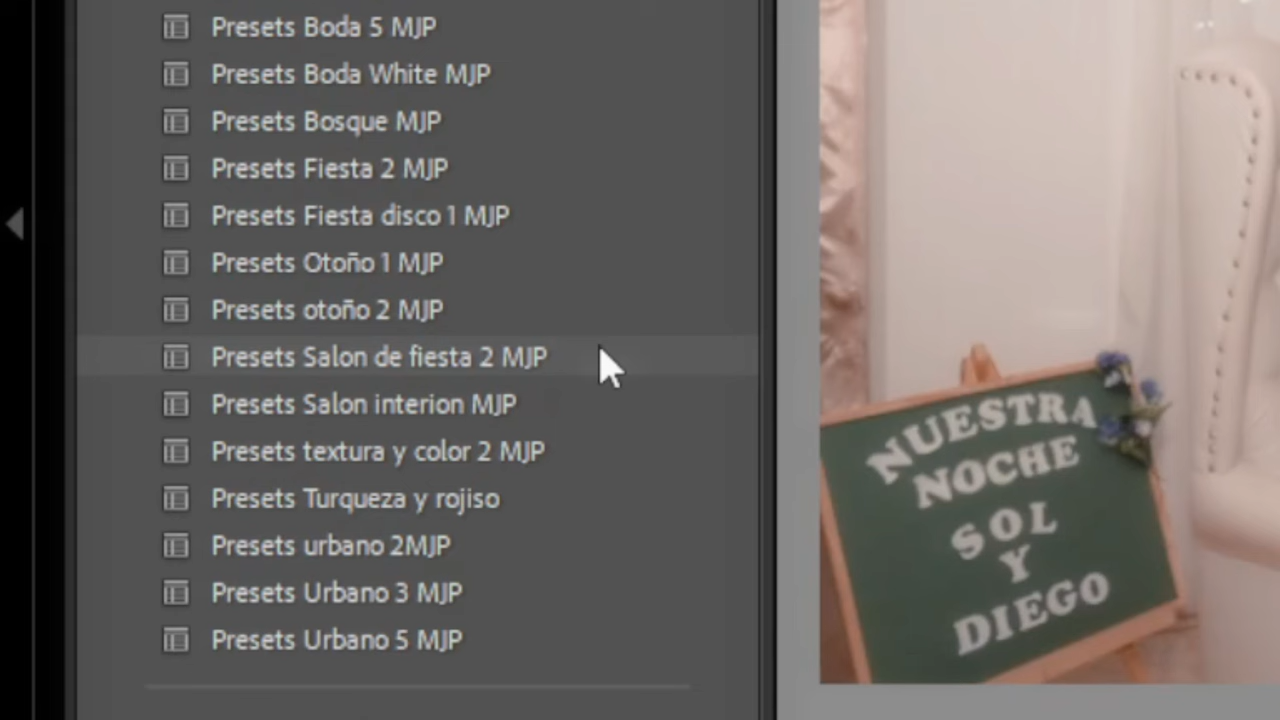 Presets Boda 5 MJP
Presets Boda White MJP
Presets Bosque MJP
Presets Fiesta 2 MJP
Presets Fiesta disco 1 MJP
Presets Otoño 1 MJP
Presets otoño 2 MJP
Presets Salon de fiesta 2 MJP
Presets Salon interion MJP
Presets textura y color 2 MJP
Presets Turqueza y rojiso
Presets urbano 2MJP
Presets Urbano 3 MJP
Presets Urbano 5 MJP
NUESTRA
NOCHE
SOL
Y
DIEGO